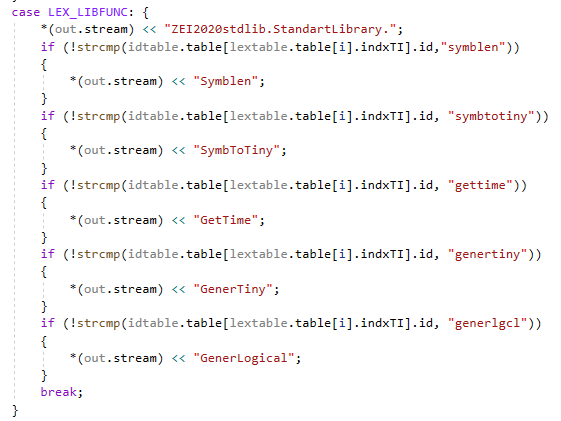 case LEX_LIBFUNC: {
*(out.stream) << "ZEI2020stdlib.StandartLibrary.";
if (!strcmp(idtable.table[lextable.table[i].indxTI].id,"symblen"))
{
*(out.stream) << "Symblen";
}
if (!strcmp(idtable.table[lextable.table[i].indxTI].id, "symbtotiny"))
{
*(out.stream) << "SymbToTiny";
}
if (!strcmp(idtable.table[lextable.table[i].indxTI].id, "gettime"))
{
*(out.stream) << "GetTime";
}
if (!strcmp(idtable.table[lextable.table[i].indxTI].id, "genertiny"))
{
*(out.stream) << "GenerTiny";
}
if (!strcmp(idtable.table[lextable.table[i].indxTI].id, "generlgcl"))
{
*(out.stream) << "GenerLogical";
}
break;
}